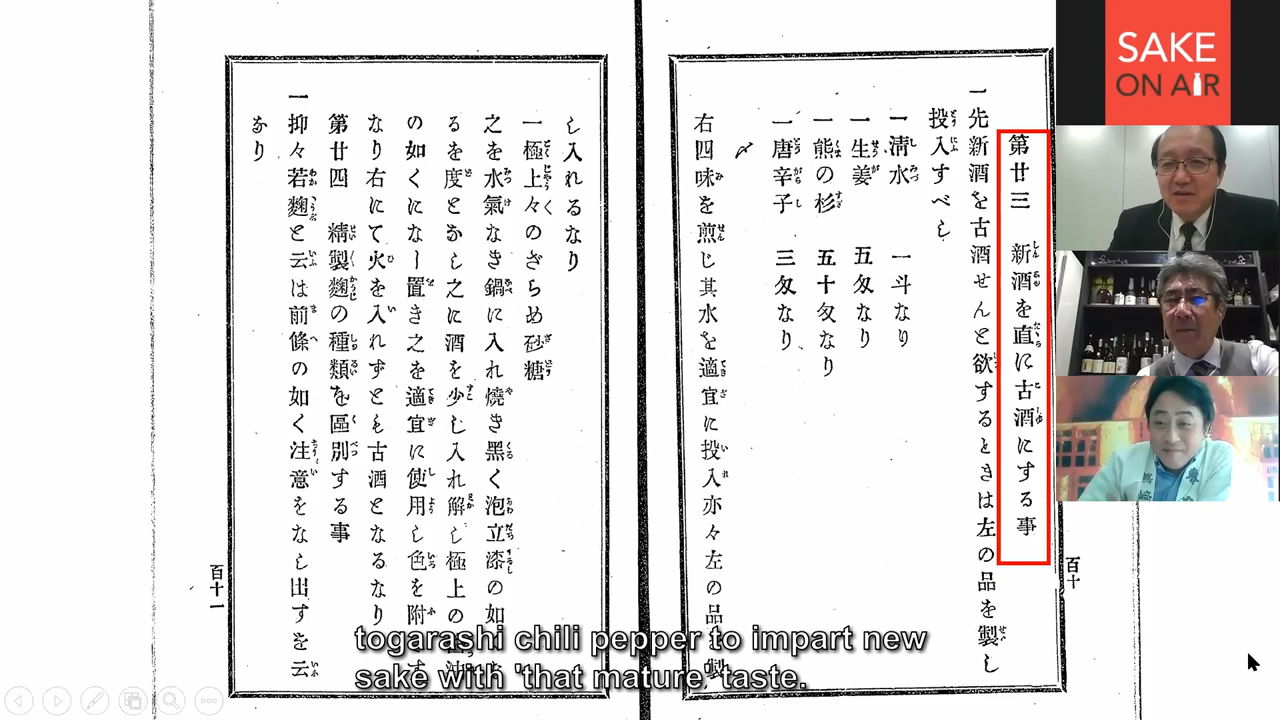 第廿三 新酒を直に古酒にする事
一先新酒を古酒せんと欲するときは左の品を製し
投入すべし
一清水 一斗なり
一生姜 五匁なり
一熊の杉 五十匁なり
一唐辛子 三匁なり
〆
右四味を煎じ其水を適宜に投入亦々左の品 製
百十
し入れるなり
一極上々のざらめ砂糖
之を水氣なき鍋に入れ燒き黒く泡立漆の如
るを度となし之に酒を少し入れ解し極上の
の如くになし置き之を適宜に使用し色を附す
なり右にて火を入れずとも古酒となるなり
第廿四 精製麹の種類を區別する事
一抑々若麹と云は前條の如く注意をなし出すを云
なり
百十一
SAKE
ON AIR
togarashi chili pepper to impart new
sake with 'that mature' taste.